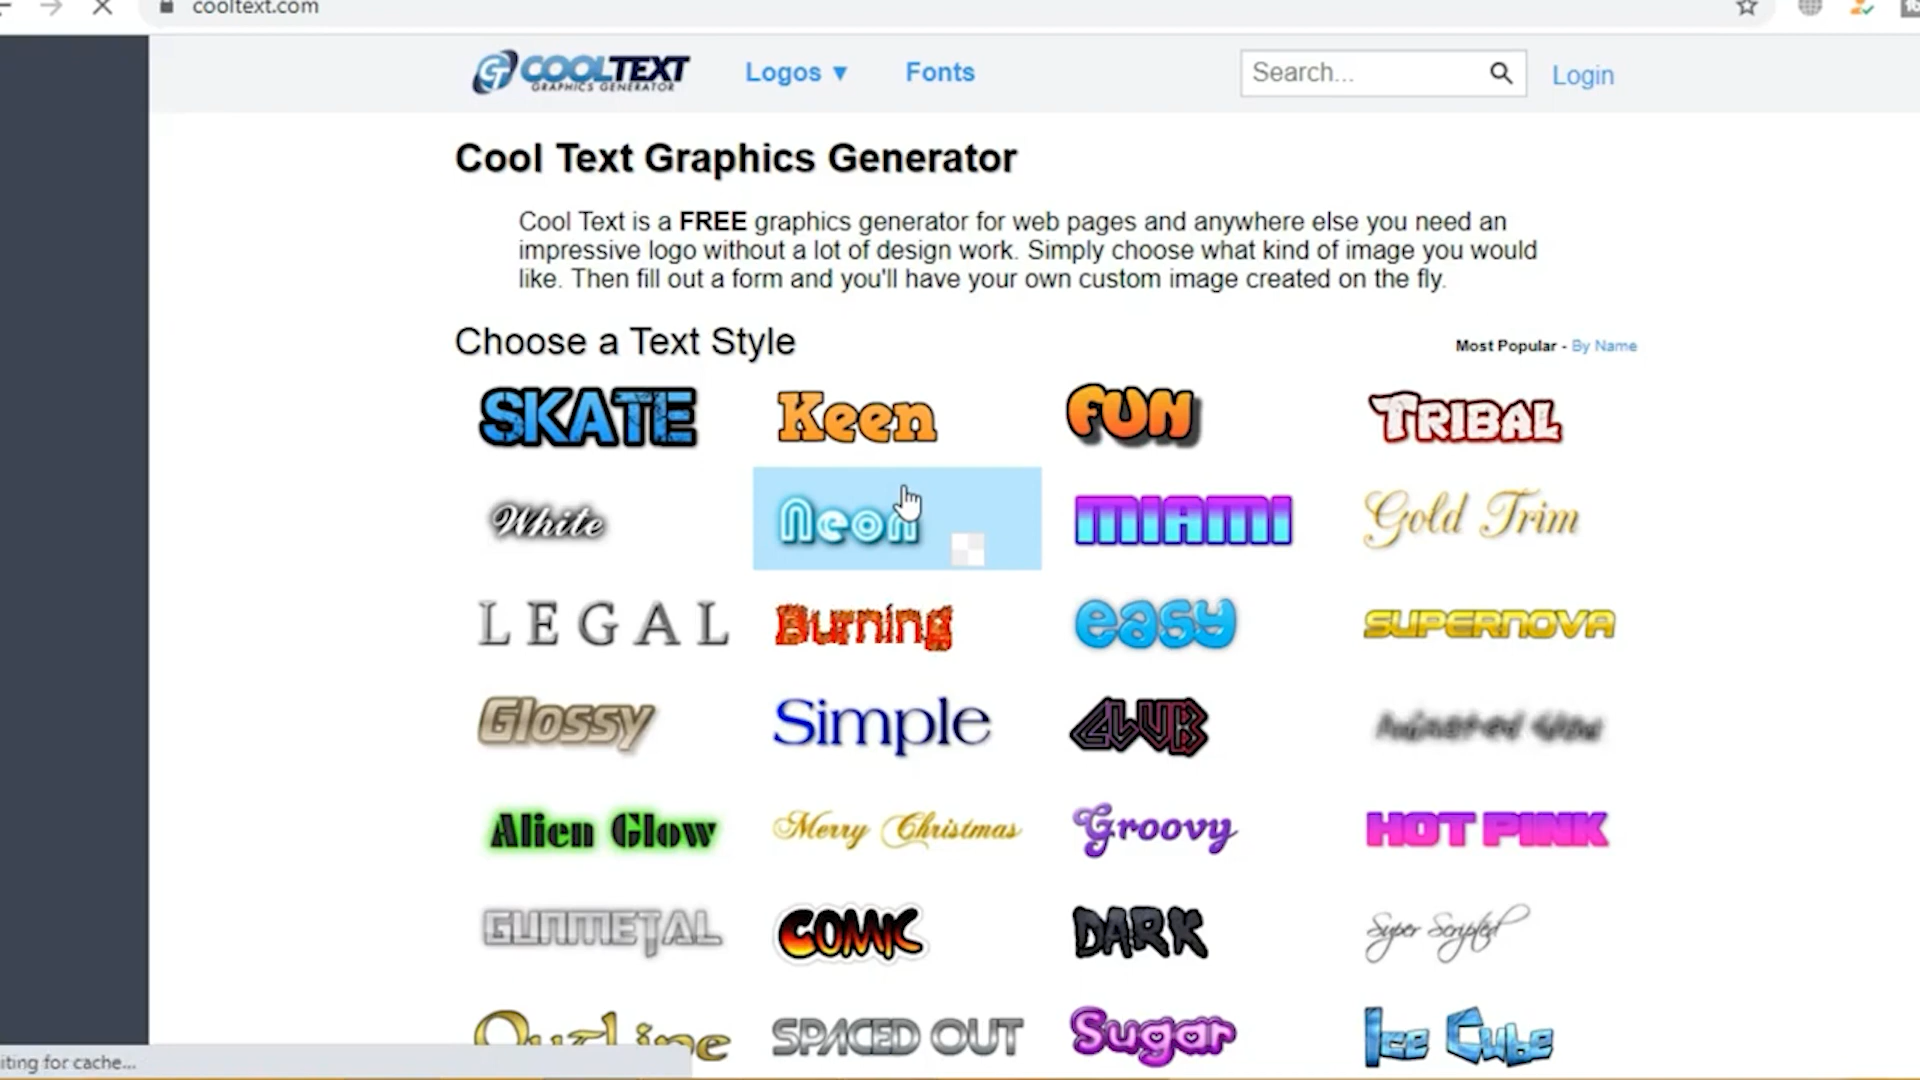 cooltext.com
COOLTEXT
GRAPHICS GENERATOR
Logos ▼
Fonts
Search...
Login
Cool Text Graphics Generator
Cool Text is a FREE graphics generator for web pages and anywhere else you need an
impressive logo without a lot of design work. Simply choose what kind of image you would
like. Then fill out a form and you'll have your own custom image created on the fly.
Choose a Text Style
Most Popular - By Name
SKATE
Keen
FUN
TRIBAL
White
Neon
MIAMI
Gold Trim
LEGAL
Burning
easy
SUPERNOVA
Glossy
Simple
CLUB
Animated Glow
Alien Glow
Merry Christmas
Groovy
HOT PINK
GUNMETAL
COMIC
DARK
Super Scripted
OutLine
SPACED OUT
Sugar
Ice Cube
iting for cache...